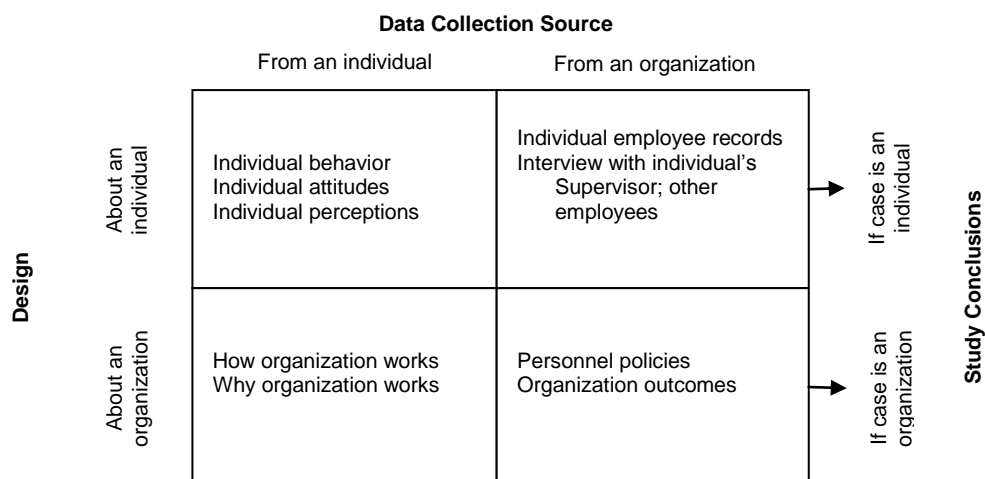 Data Collection Source
From an individual
From an organization
Design
About an
individual
Individual behavior
Individual attitudes
Individual perceptions
Individual employee records
Interview with individual’s
Supervisor; other
employees
If case is an
individual
Study Conclusions
About an
organization
How organization works
Why organization works
Personnel policies
Organization outcomes
If case is an
organization